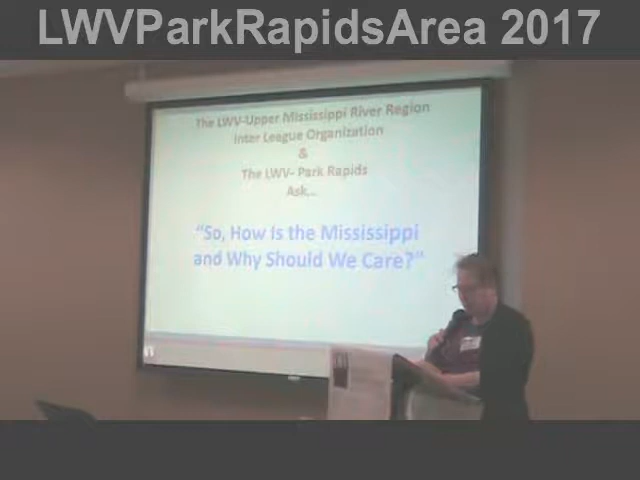 LWVParkRapidsArea 2017
The LWV-Upper Mississippi River Region
Inter League Organization
&
The LWV- Park Rapids
Ask...
"So, How Is the Mississippi
and Why Should We Care?"